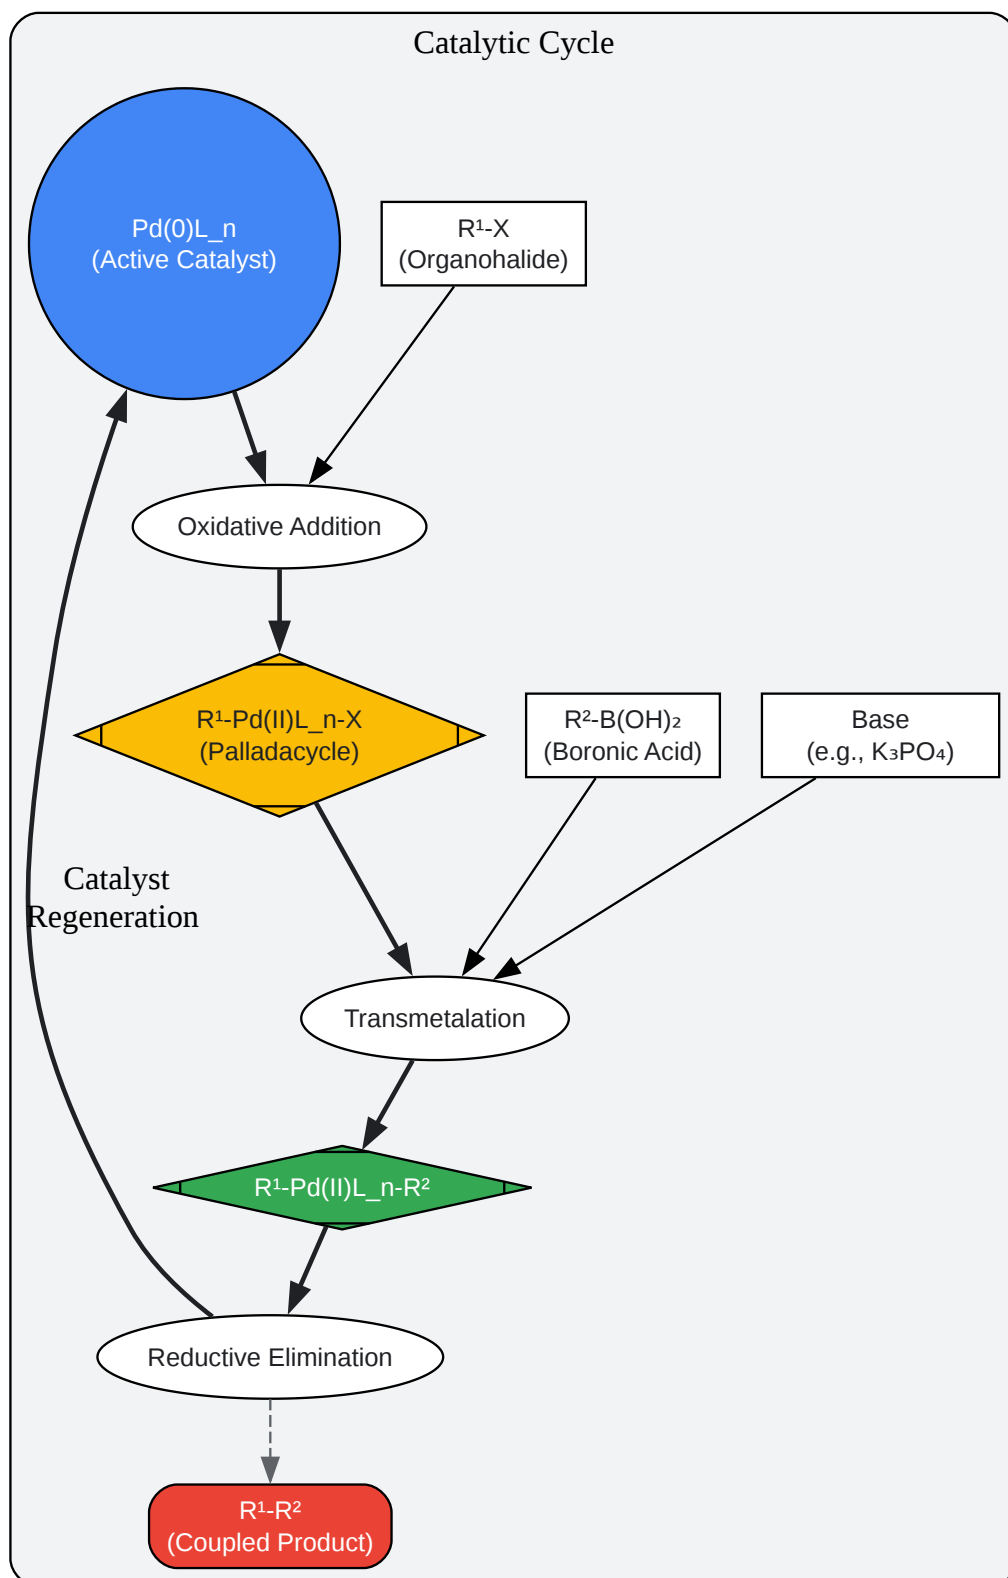 Catalytic Cycle
Pd(0)L_n
(Active Catalyst)
R¹-X
(Organohalide)
Oxidative Addition
R¹-Pd(II)L_n-X
(Palladacycle)
R²-B(OH)₂
(Boronic Acid)
Base
(e.g., K₃PO₄)
Catalyst
Regeneration
Transmetalation
R¹-Pd(II)L_n-R²
Reductive Elimination
R¹-R²
(Coupled Product)